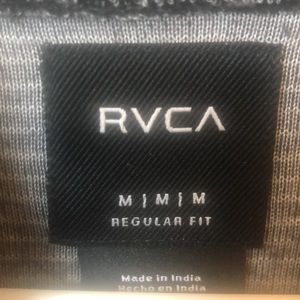 RVCA
M | M | M
REGULAR FIT
Made in India
Hecho en India